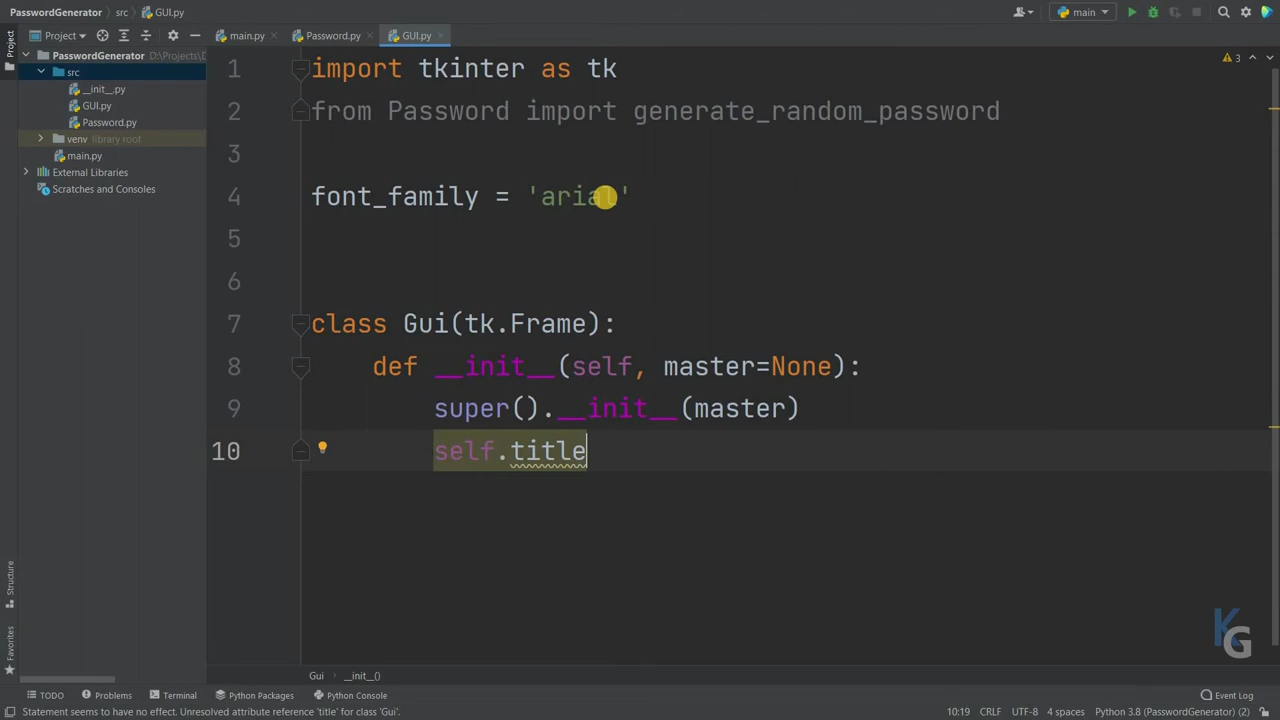 PasswordGenerator
src
GUI.py
main
Project
main.py
Password.py
GUI.py
PasswordGenerator D:\Projects\D
src
__init__.py
GUI.py
Password.py
venv library root
main.py
External Libraries
Scratches and Consoles
Project
Structure
Favorites
3
1 import tkinter as tk
2 from Password import generate_random_password
3
4 font_family = 'arial'
5
6
7 class Gui(tk.Frame):
8 def __init__(self, master=None):
9 super().__init__(master)
10 self.title
KG
Gui __init__()
TODO Problems Terminal Python Packages Python Console Event Log
Statement seems to have no effect. Unresolved attribute reference 'title' for class 'Gui'. 10:19 CRLF UTF-8 4 spaces Python 3.8 (PasswordGenerator) (2)